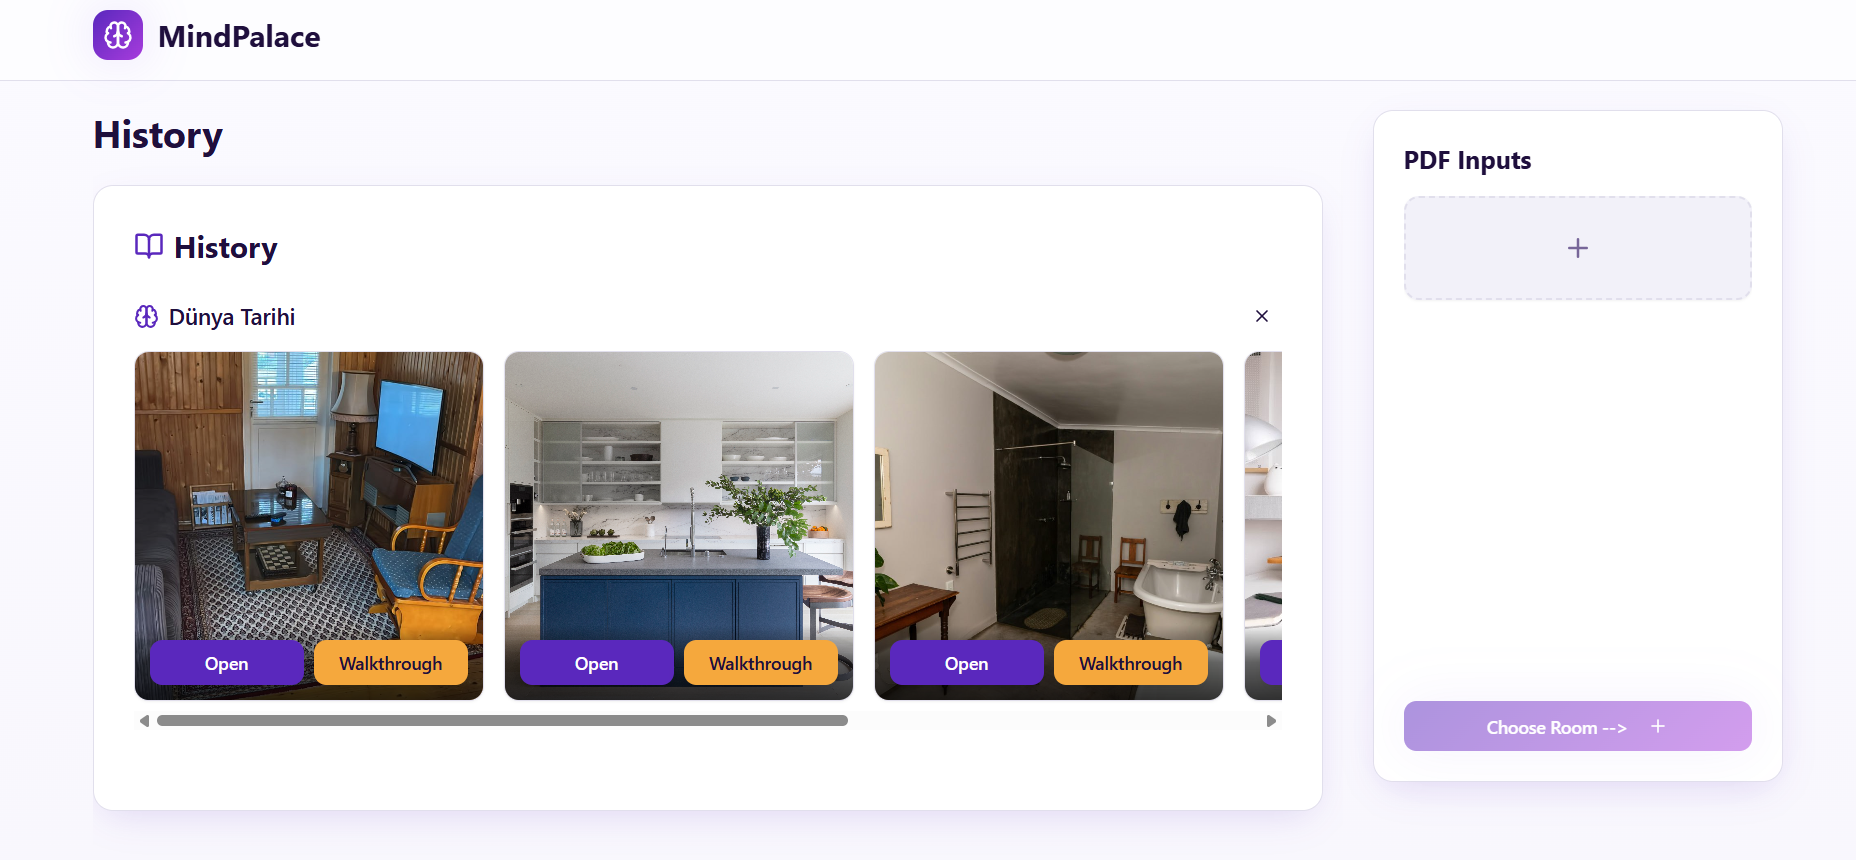 MindPalace
History
History
Dünya Tarihi
Open
Walkthrough
Open
Walkthrough
Open
Walkthrough
PDF Inputs
Choose Room --> +